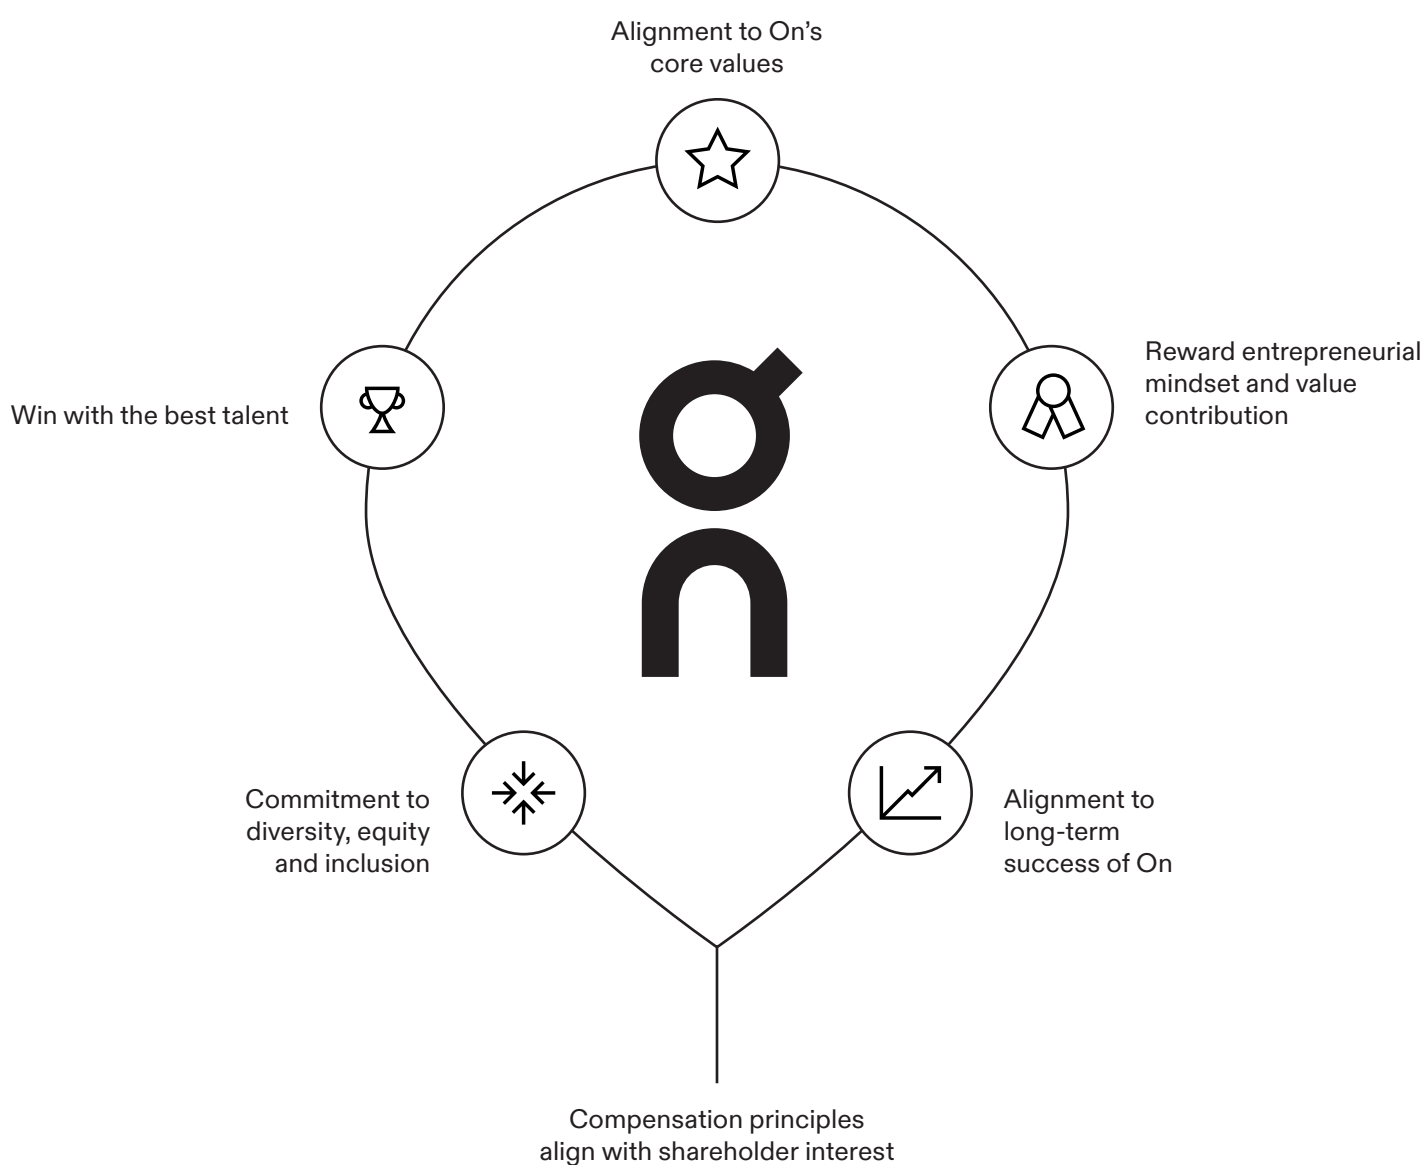 Alignment to On’s
core values
Reward entrepreneurial
mindset and value
contribution
Win with the best talent
On
Commitment to
diversity, equity
and inclusion
Alignment to
long-term
success of On
Compensation principles
align with shareholder interest